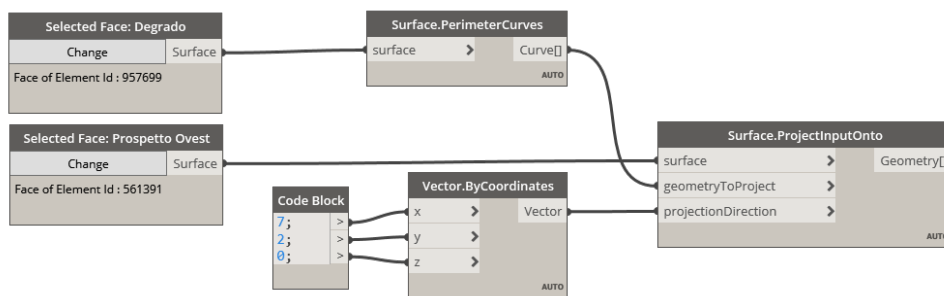 Selected Face: Degrado
Change
Surface
Face of Element Id : 957699
Surface.PerimeterCurves
surface
>
Curve[]
AUTO
Selected Face: Prospetto Ovest
Change
Surface
Face of Element Id : 561391
Surface.ProjectInputOnto
surface
>
Geometry[]
geometryToProject
>
projectionDirection
>
AUTO
Code Block
7;
>
2;
>
0;
>
Vector.ByCoordinates
x
>
Vector
y
>
z
>
AUTO